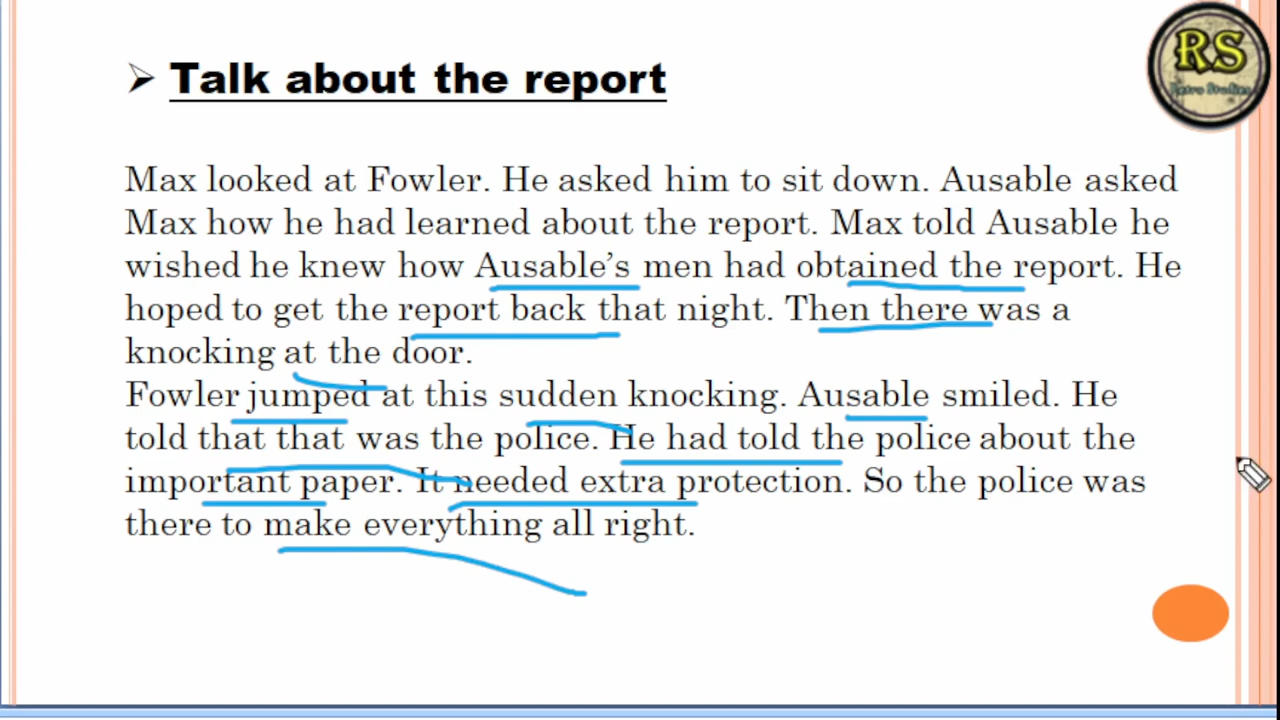 Talk about the report
RS
Retro Studies
Max looked at Fowler. He asked him to sit down. Ausable asked
Max how he had learned about the report. Max told Ausable he
wished he knew how Ausable's men had obtained the report. He
hoped to get the report back that night. Then there was a
knocking at the door.
Fowler jumped at this sudden knocking. Ausable smiled. He
told that that was the police. He had told the police about the
important paper. It needed extra protection. So the police was
there to make everything all right.